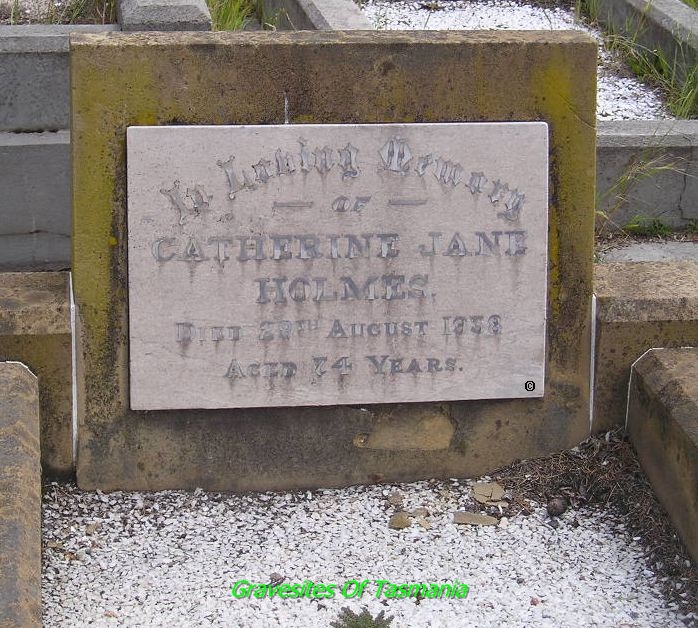 In Loving Memory
OF
CATHERINE JANE
HOLMES.
DIED 29TH AUGUST 1938
AGED 74 YEARS.
©
Gravesites Of Tasmania